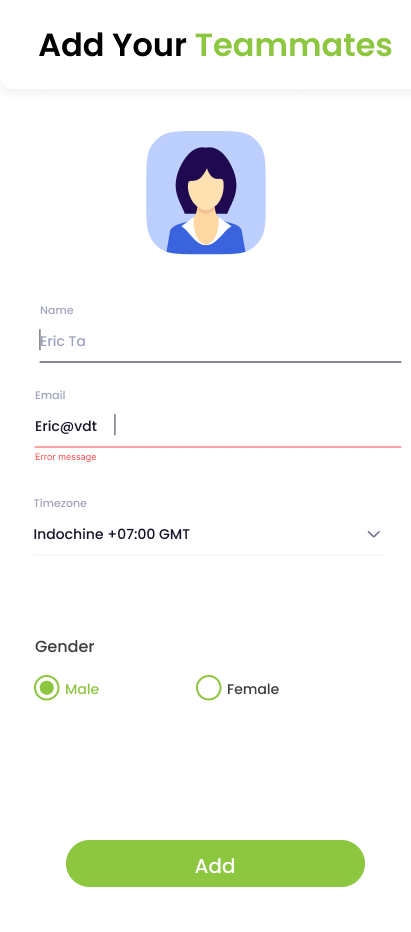 Add Your Teammates
Name
Eric Ta
Email
Eric@vdt
Error message
Timezone
Indochine +07:00 GMT
Gender
Male Female
Add